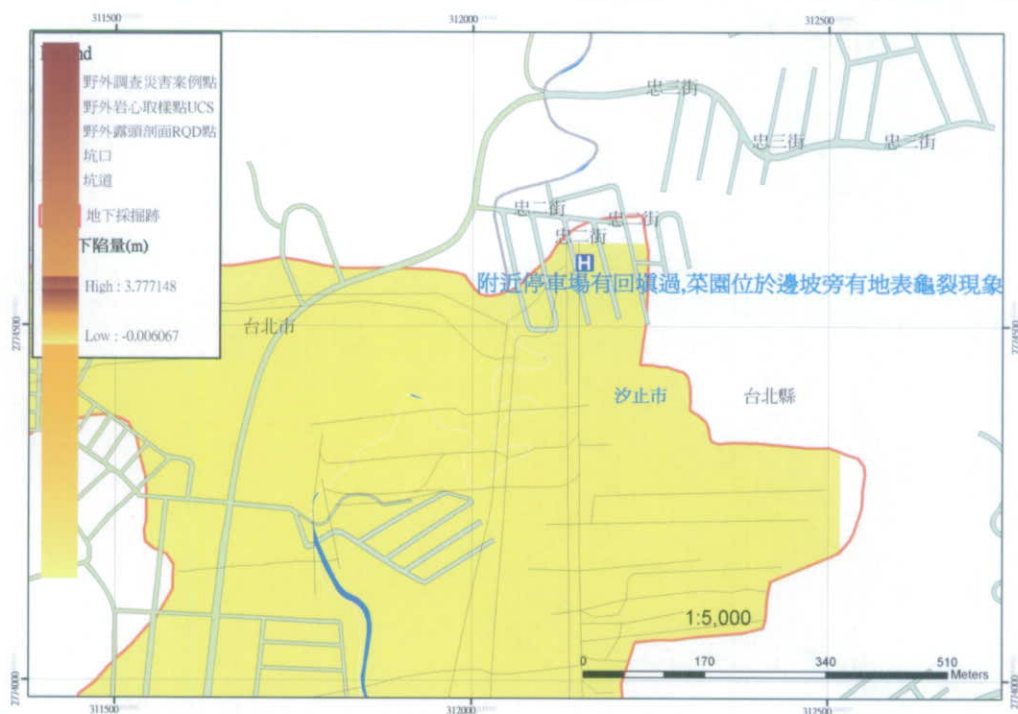 311500 312000 312500
忠三街
忠三街 忠三街
野外調查災害案例點
野外岩心取樣點UCS
野外露頭剖面RQD點
坑口
坑道
地下採掘跡
下陷量(m)
High : 3.777148
Low : -0.006067
忠二街 忠二街
忠二街
H
附近停車場有回填過,菜園位於邊坡旁有地表龜裂現象
2774500 台北市 2774500
汐止市 台北縣
1:5,000
0 170 340 510
Meters
2774000 2774000
311500 312000 312500